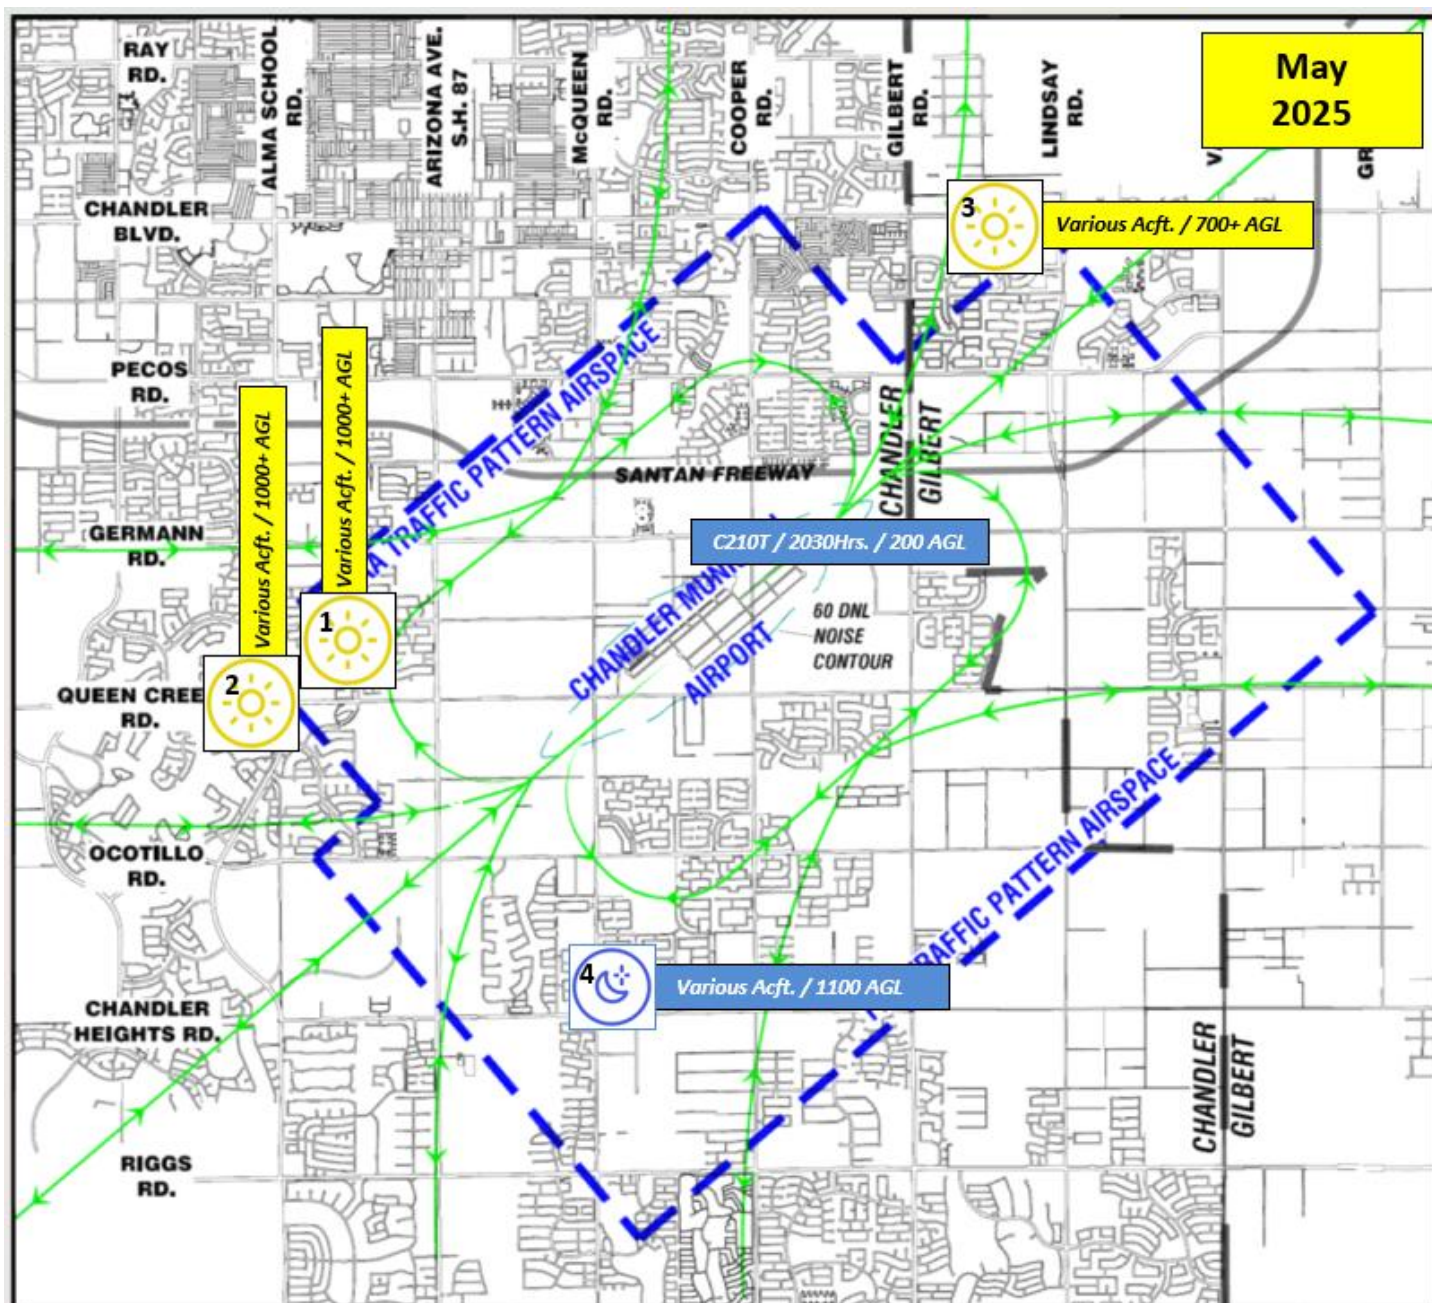 RAY
RD.
ALMA SCHOOL
RD.
ARIZONA AVE.
S.H. 87
McQUEEN
RD.
COOPER
RD.
GILBERT
RD.
LINDSAY
RD.
May
2025
GR
CHANDLER
BLVD.
3
Various Acft. / 700+ AGL
PECOS
RD.
TRAFFIC PATTERN AIRSPACE
Various Acft. / 1000+ AGL
Various Acft. / 1000+ AGL
CHANDLER
GILBERT
SANTAN FREEWAY
GERMANN
RD.
C210T / 2030Hrs. / 200 AGL
CHANDLER MUNI
AIRPORT
60 DNL
NOISE
CONTOUR
1
2
QUEEN CREE
RD.
OCOTILLO
RD.
TRAFFIC PATTERN AIRSPACE
4
Various Acft. / 1100 AGL
CHANDLER
HEIGHTS RD.
CHANDLER
GILBERT
RIGGS
RD.